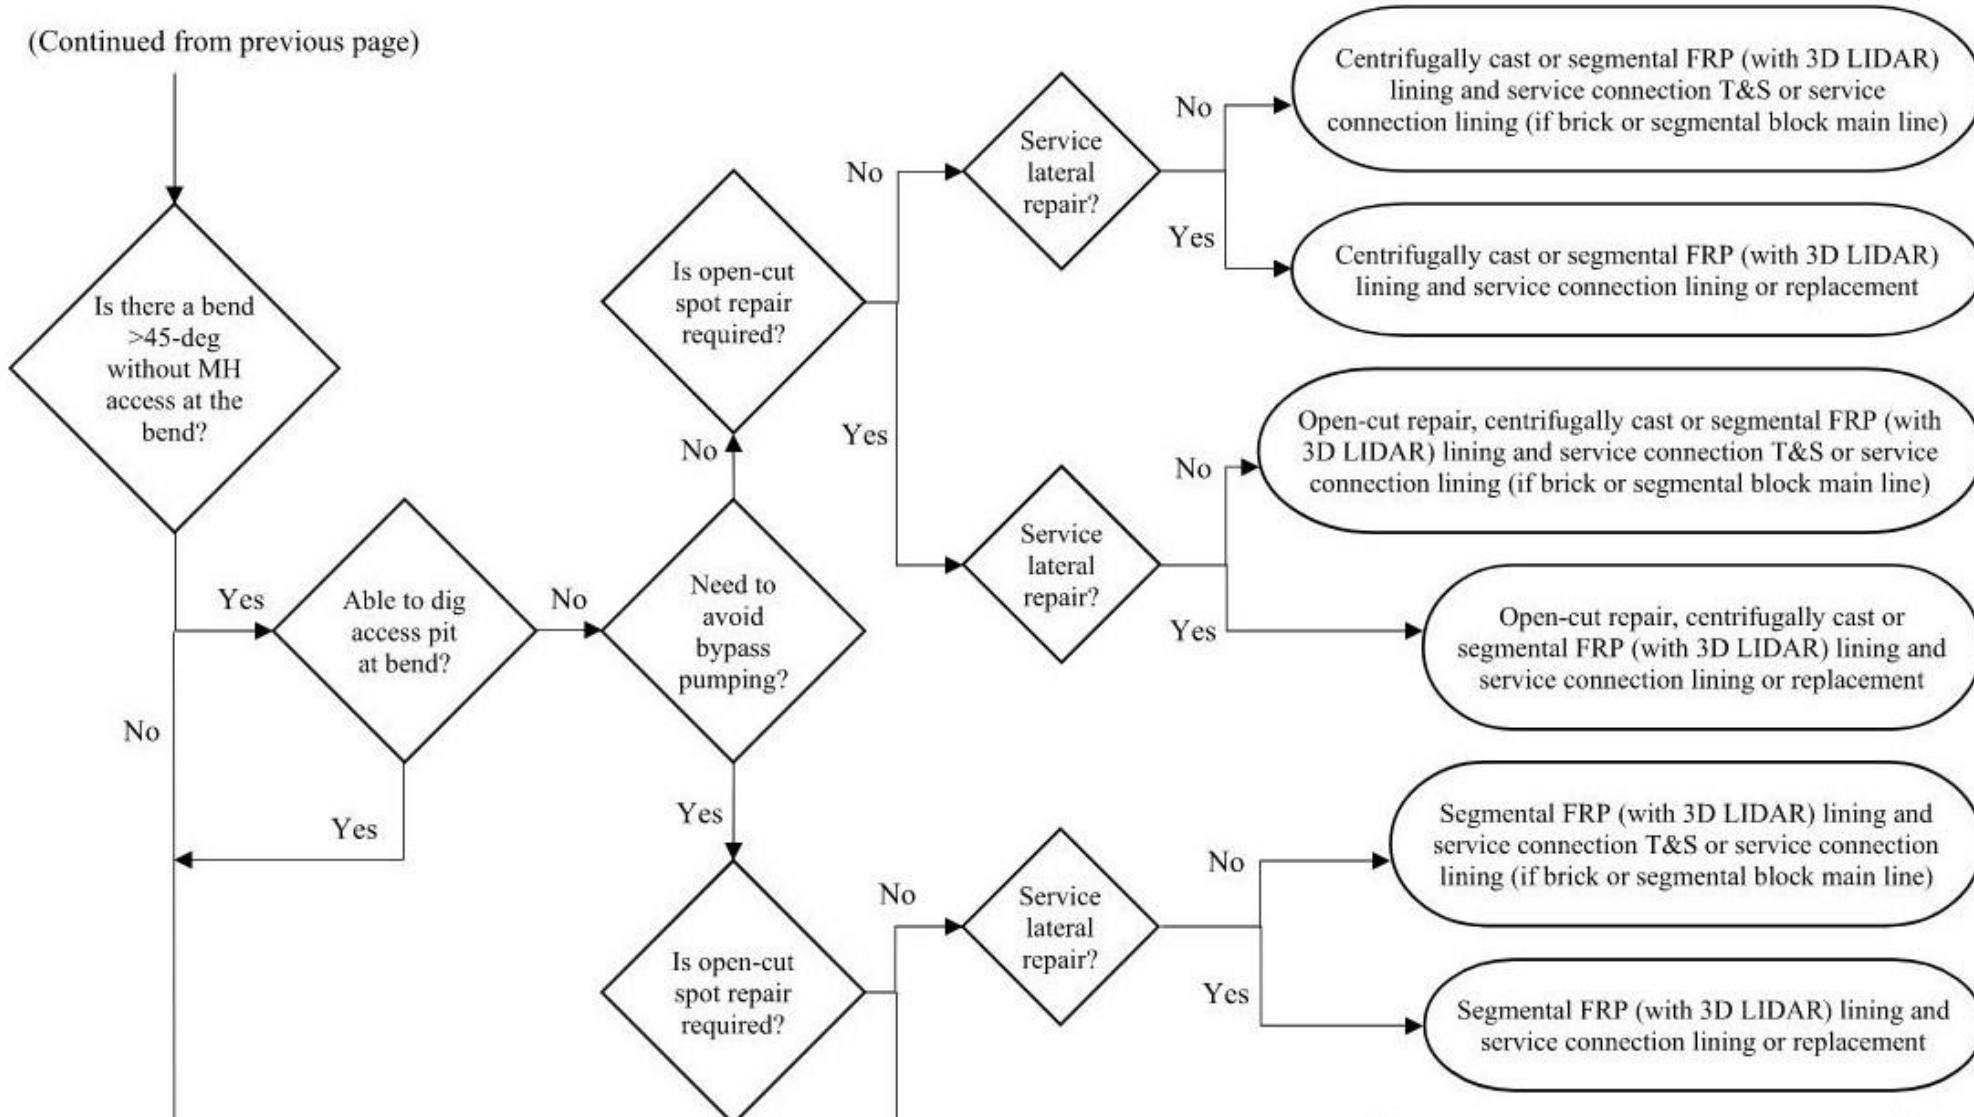 (Continued from previous page)
Is there a bend
>45-deg
without MH
access at the
bend?
Yes
No
Able to dig
access pit
at bend?
No
Yes
Need to
avoid
bypass
pumping?
No
Yes
Is open-cut
spot repair
required?
No
Yes
Service
lateral
repair?
No
Yes
Centrifugally cast or segmental FRP (with 3D LIDAR)
lining and service connection T&S or service
connection lining (if brick or segmental block main line)
Centrifugally cast or segmental FRP (with 3D LIDAR)
lining and service connection lining or replacement
Service
lateral
repair?
No
Yes
Open-cut repair, centrifugally cast or segmental FRP (with
3D LIDAR) lining and service connection T&S or service
connection lining (if brick or segmental block main line)
Open-cut repair, centrifugally cast or
segmental FRP (with 3D LIDAR) lining and
service connection lining or replacement
Is open-cut
spot repair
required?
No
Service
lateral
repair?
No
Yes
Segmental FRP (with 3D LIDAR) lining and
service connection T&S or service connection
lining (if brick or segmental block main line)
Segmental FRP (with 3D LIDAR) lining and
service connection lining or replacement